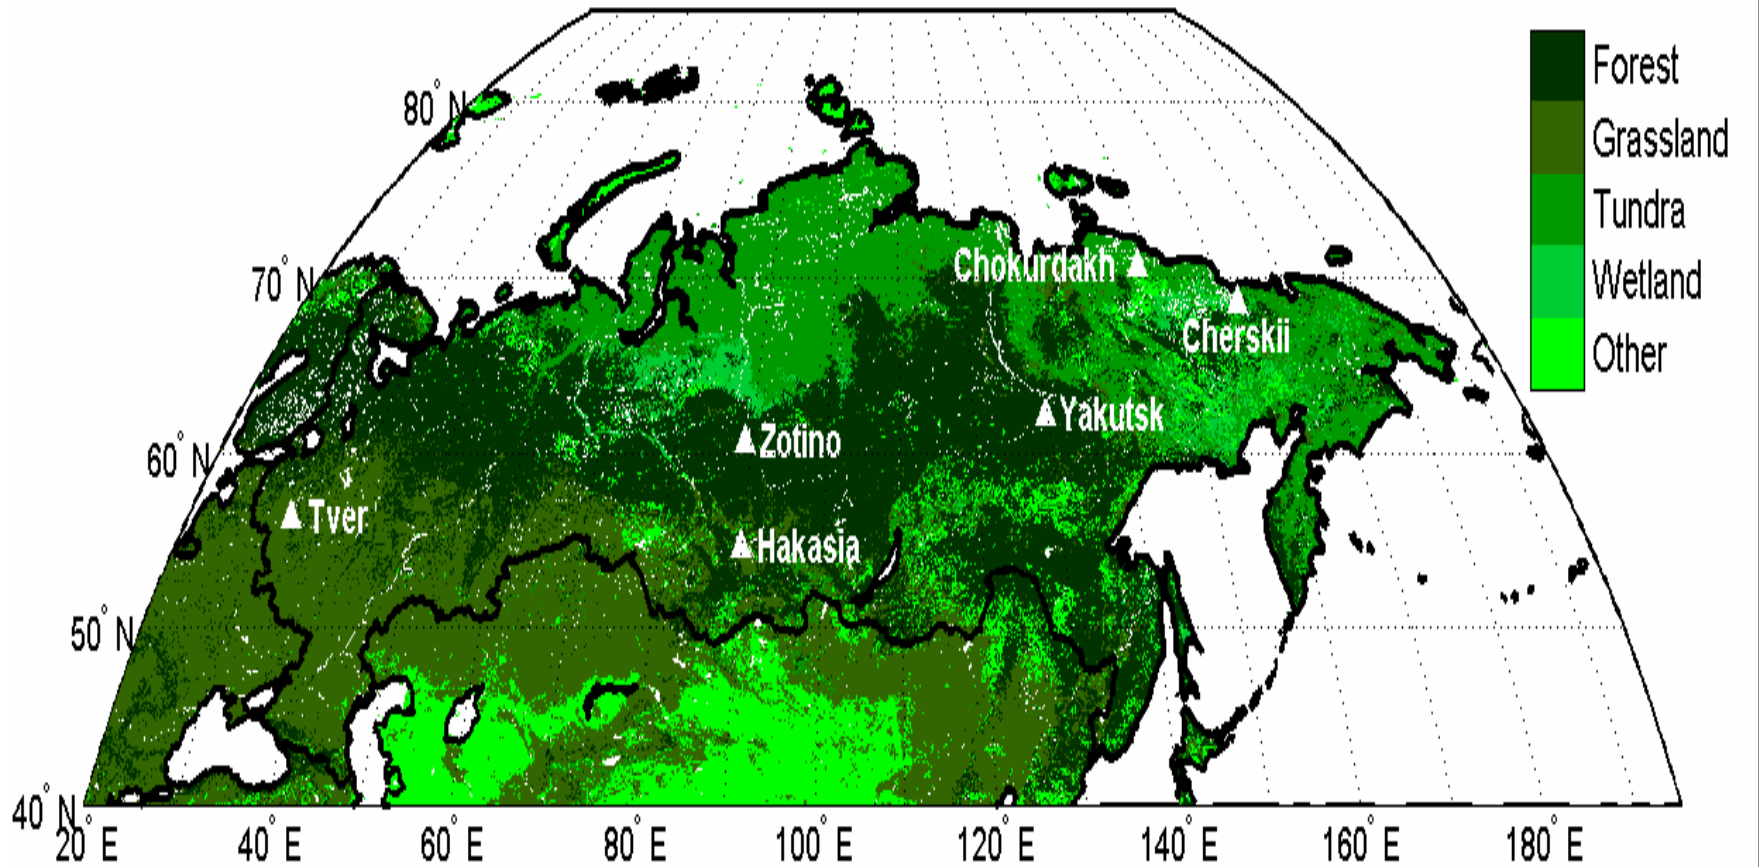 Forest
80° N
Grassland
Tundra
Chokurdakh
70° N
Wetland
Cherskii
Other
Yakutsk
Zotino
60° N
Tver
Hakasia
50° N
40° N
20° E 40° E 60° E 80° E 100° E 120° E 140° E 160° E 180° E